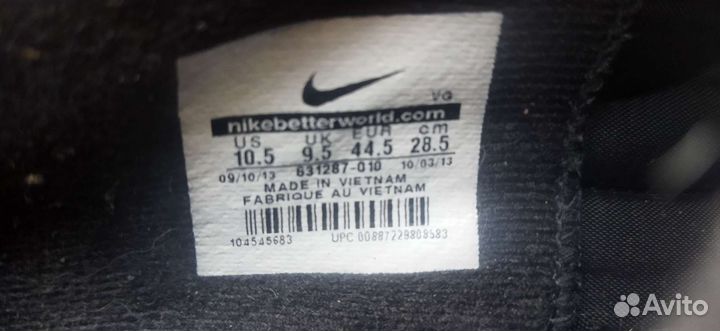 VG
nikebetterworld.com
US UK EUR cm
10.5 9.5 44.5 28.5
09/10/13 631287-010 10/03/13
MADE IN VIETNAM
FABRIQUE AU VIETNAM
104545683 UPC 00887229808583
Avito